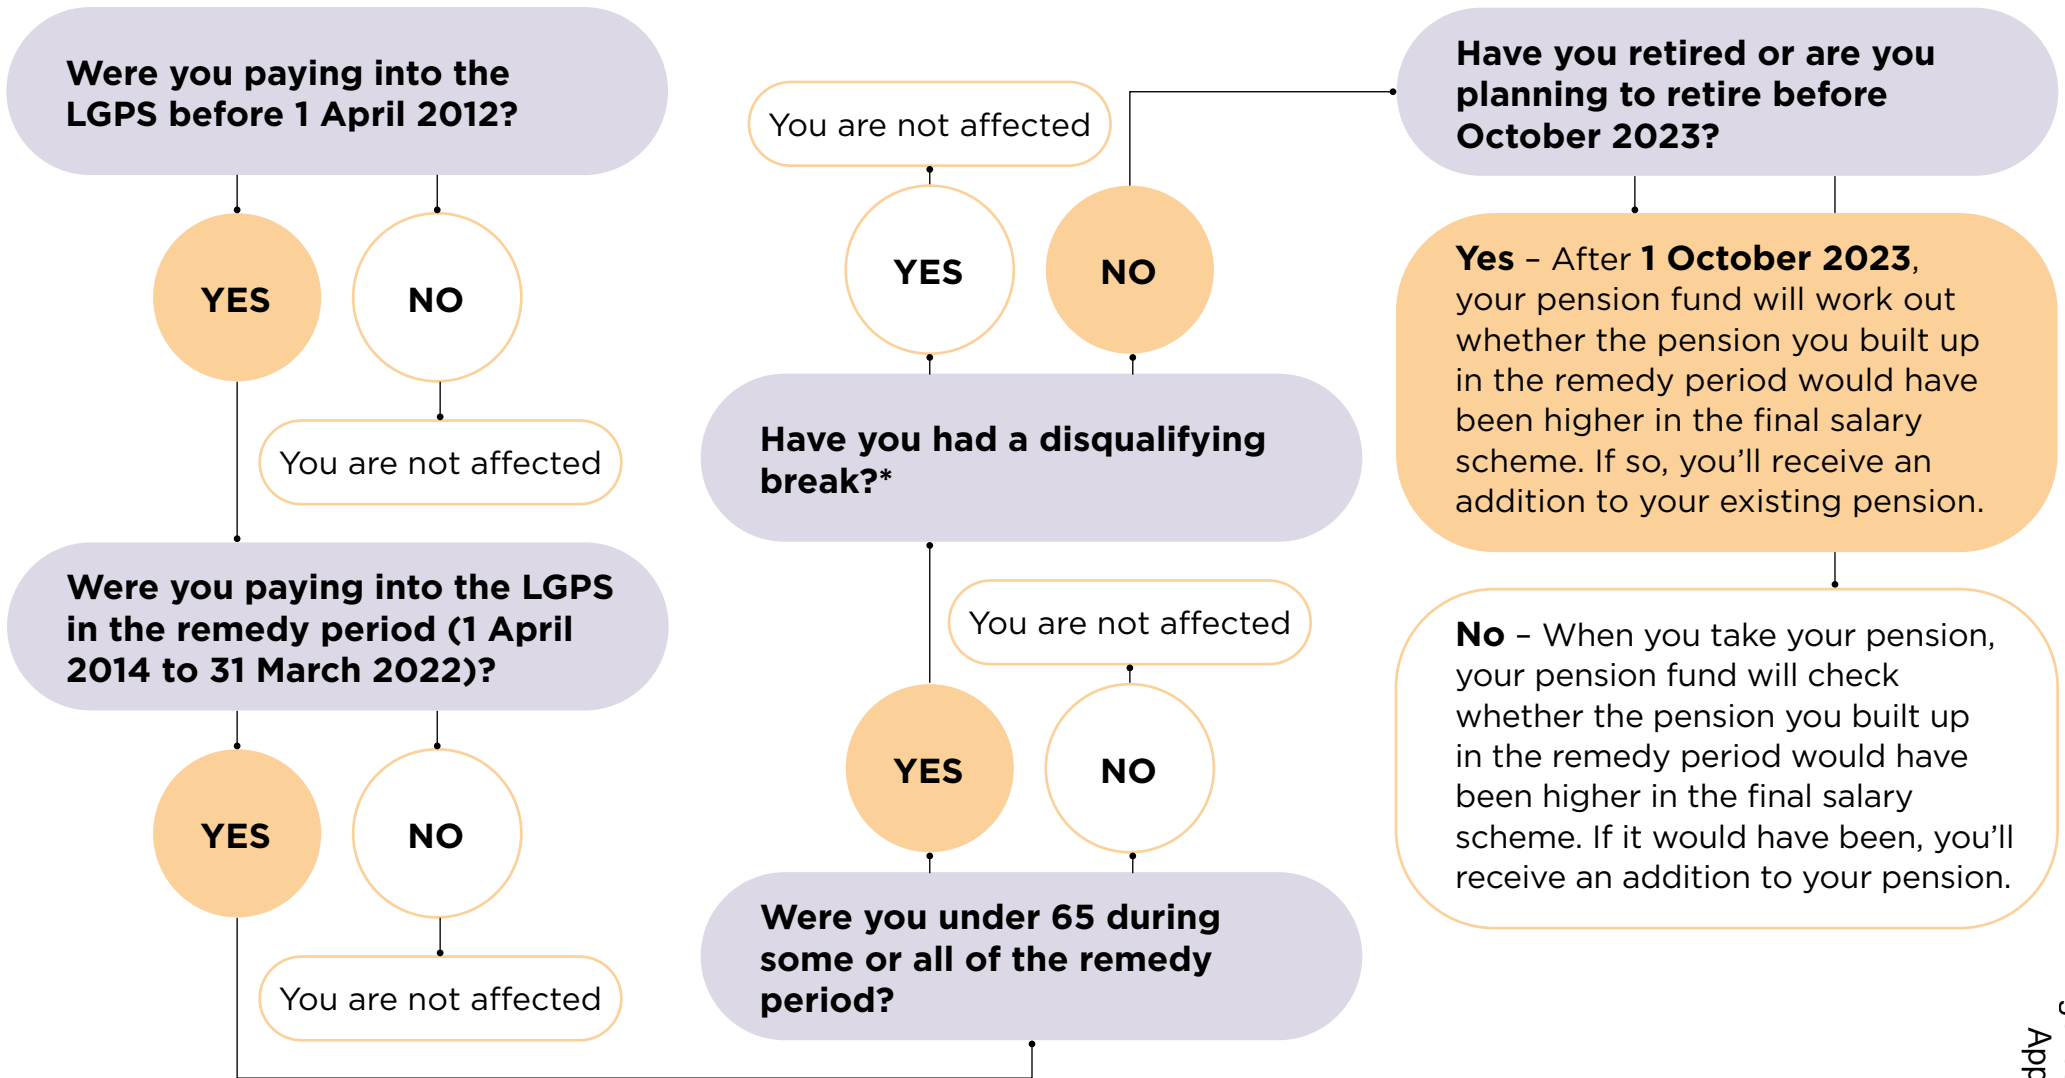 Were you paying into the
LGPS before 1 April 2012?
YES
NO
You are not affected
Were you paying into the LGPS
in the remedy period (1 April
2014 to 31 March 2022)?
YES
NO
You are not affected
Were you under 65 during
some or all of the remedy
period?
YES
NO
You are not affected
Have you had a disqualifying
break?*
YES
NO
You are not affected
Have you retired or are you
planning to retire before
October 2023?
Yes – After 1 October 2023,
your pension fund will work out
whether the pension you built up
in the remedy period would have
been higher in the final salary
scheme. If so, you’ll receive an
addition to your existing pension.
No – When you take your pension,
your pension fund will check
whether the pension you built up
in the remedy period would have
been higher in the final salary
scheme. If it would have been, you’ll
receive an addition to your pension.
App